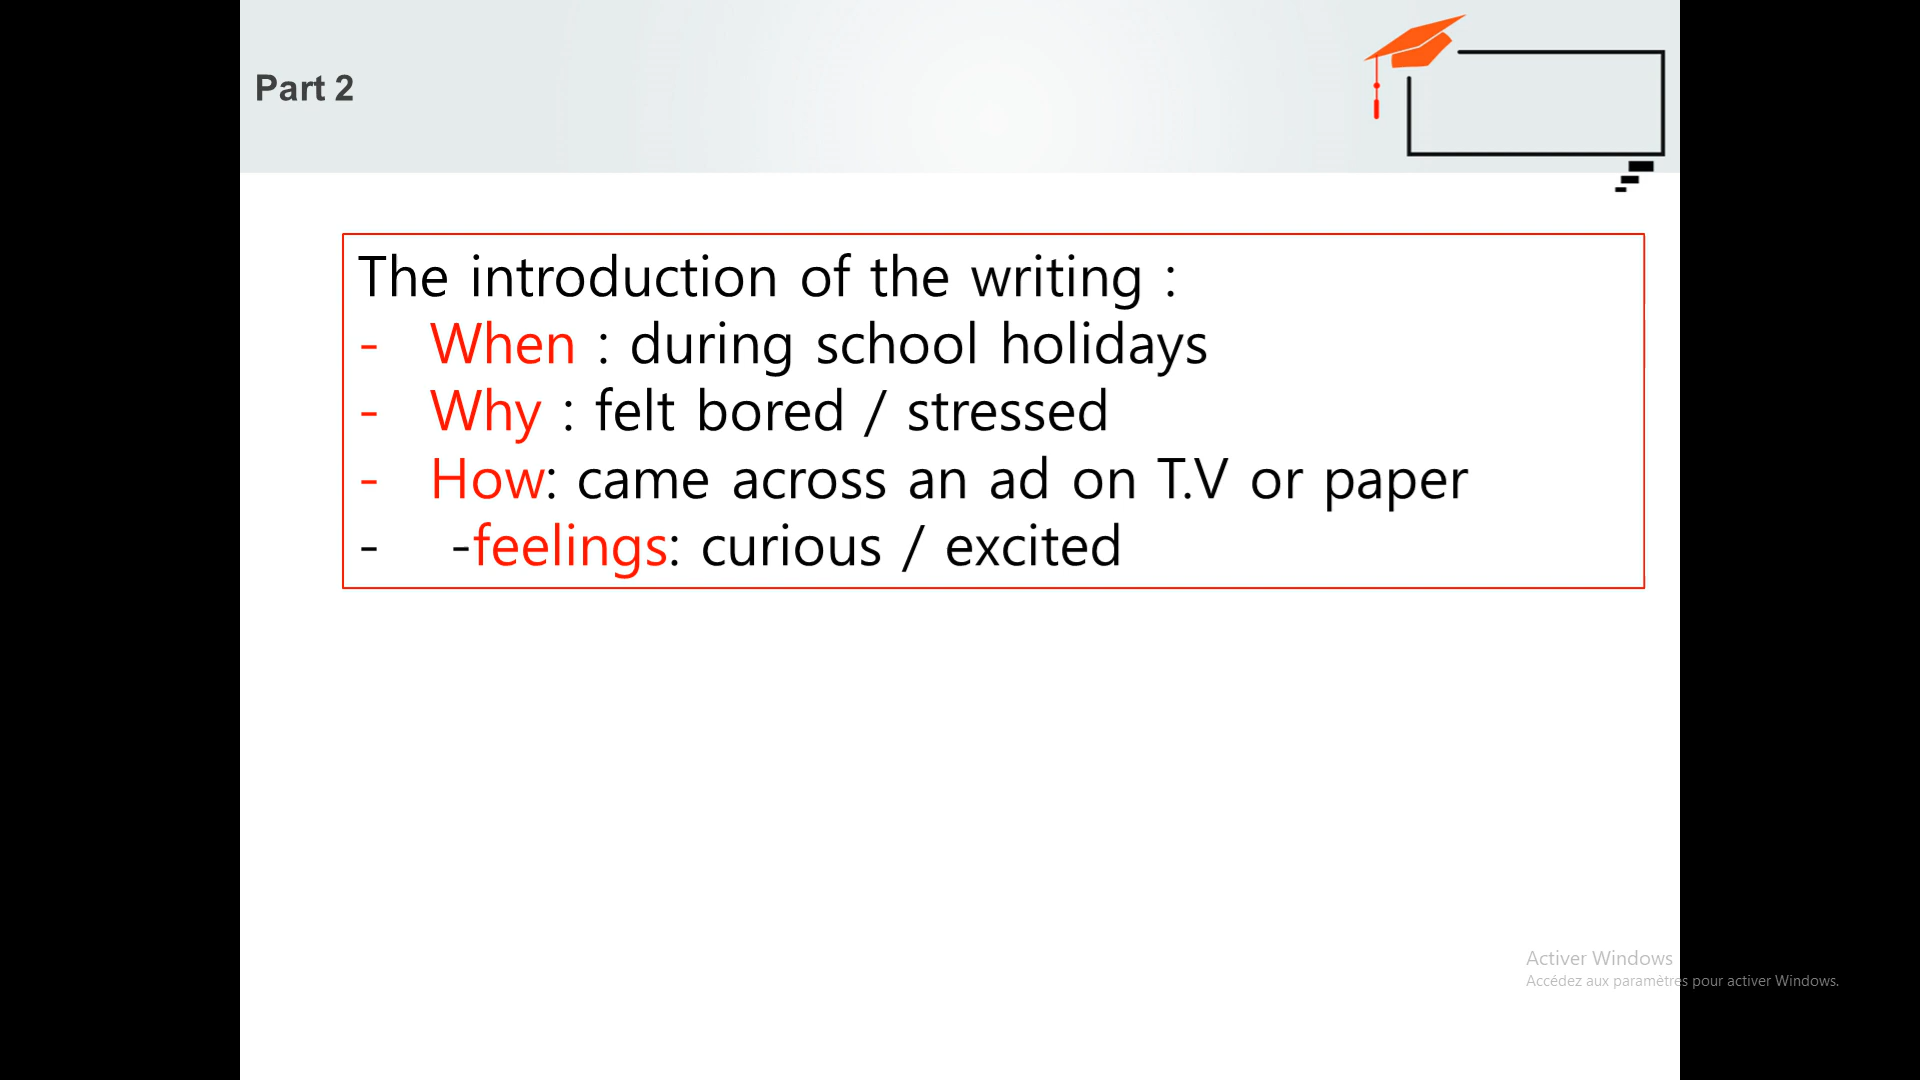 Part 2
The introduction of the writing :
- When : during school holidays
- Why : felt bored / stressed
- How: came across an ad on T.V or paper
- -feelings: curious / excited
Activer Windows
Accédez aux paramètres pour activer Windows.